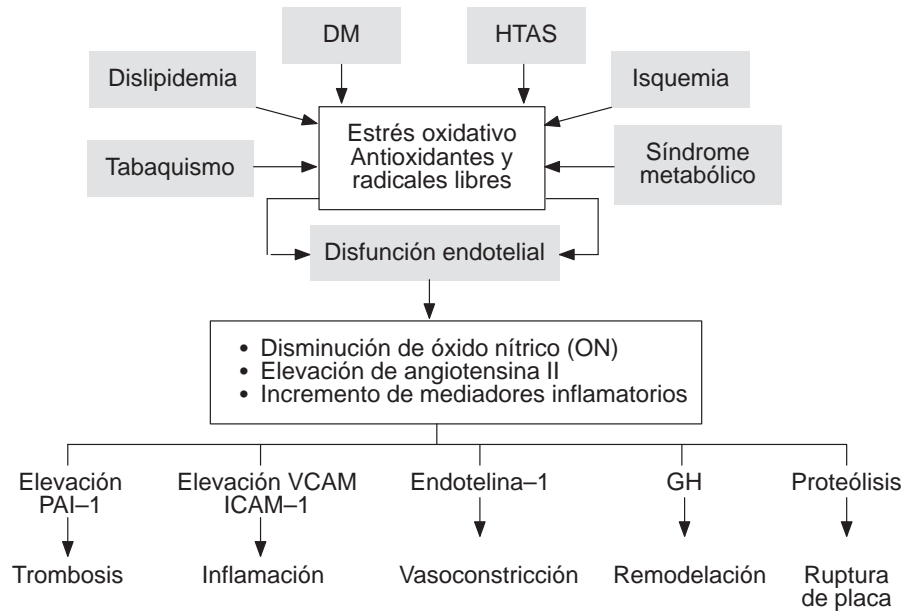 DM
HTAS
Dislipidemia
Isquemia
Estrés oxidativo
Antioxidantes y
radicales libres
Tabaquismo
Síndrome
metabólico
Disfunción endotelial
• Disminución de óxido nítrico (ON)
• Elevación de angiotensina II
• Incremento de mediadores inflamatorios
Elevación
PAI–1
Elevación VCAM
ICAM–1
Endotelina–1
GH
Proteólisis
Trombosis
Inflamación
Vasoconstricción
Remodelación
Ruptura
de placa